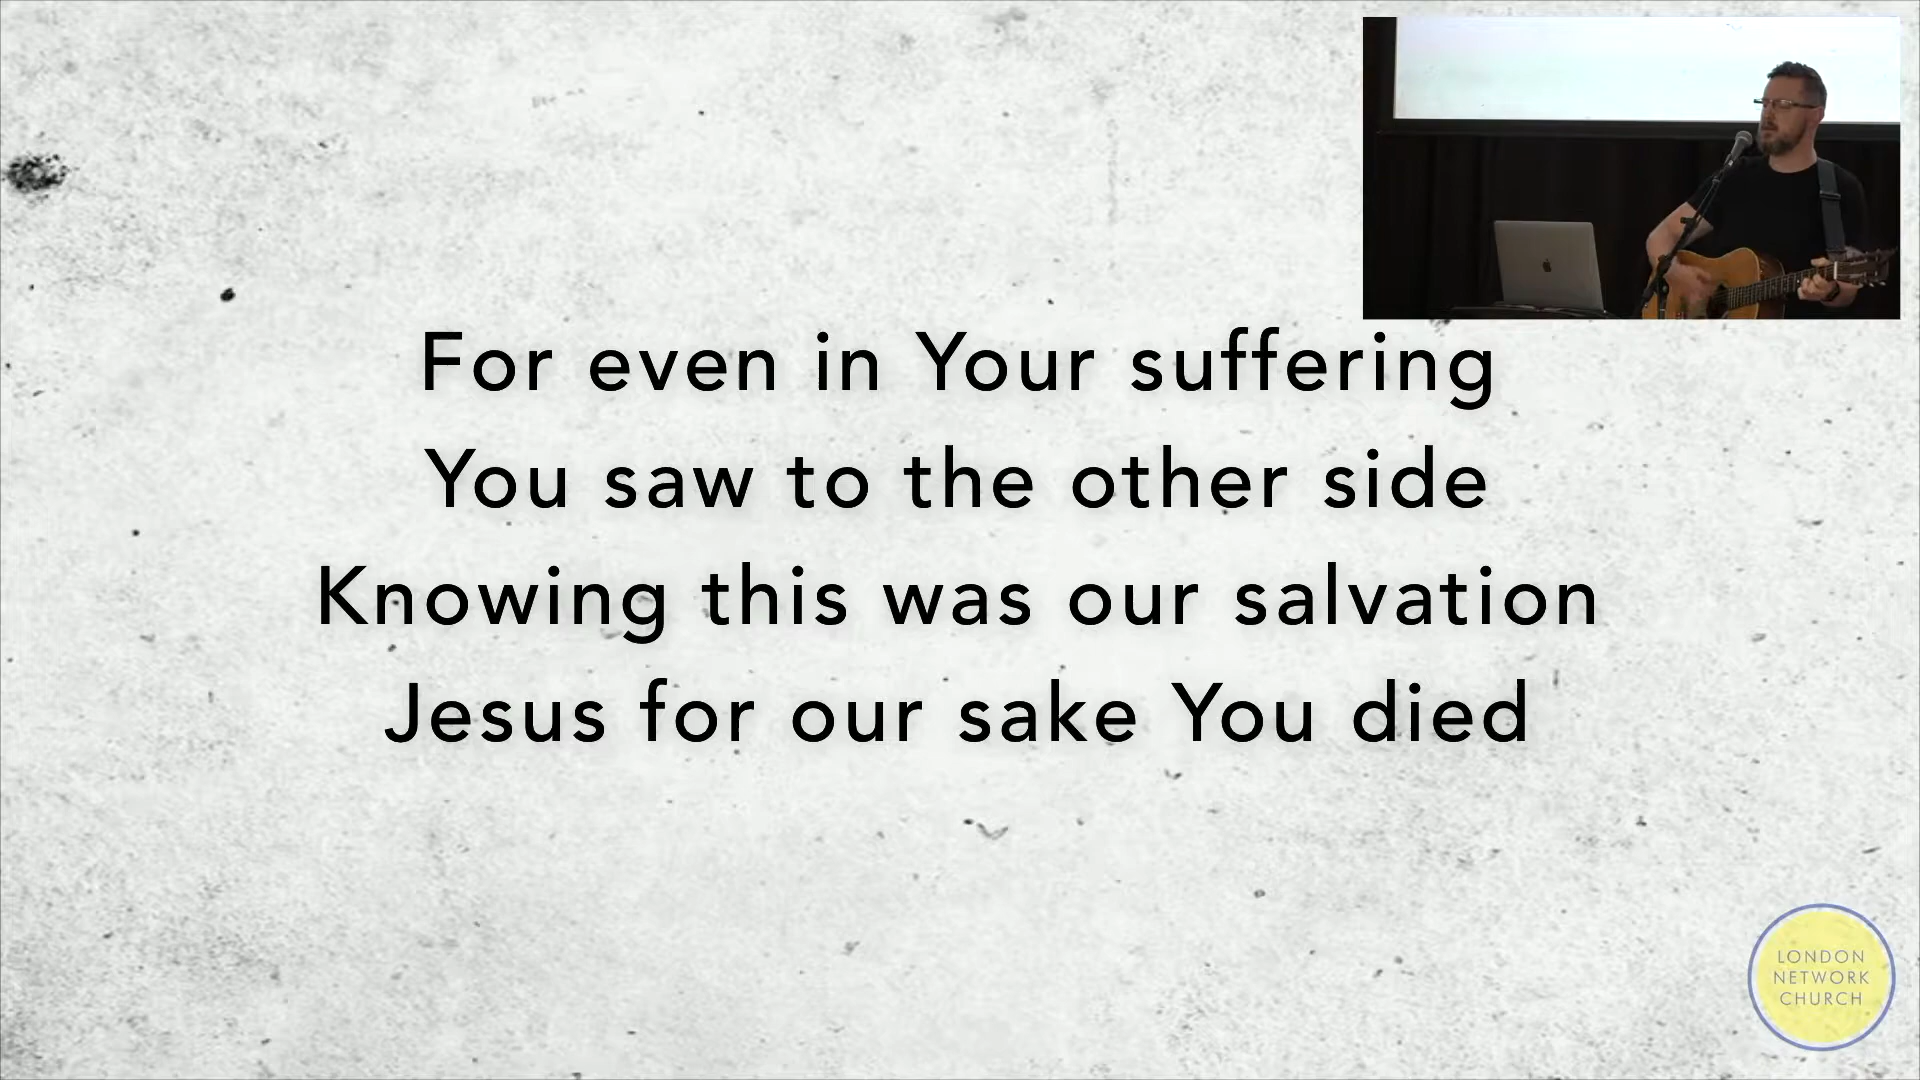 For even in Your suffering
You saw to the other side
Knowing this was our salvation
Jesus for our sake You died
LONDON
NETWORK
CHURCH